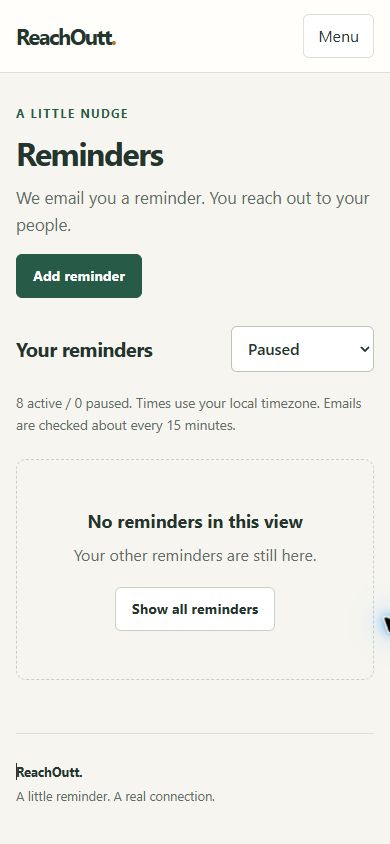 ReachOutt.
Menu
A LITTLE NUDGE
Reminders
We email you a reminder. You reach out to your
people.
Add reminder
Your reminders
Paused
8 active / 0 paused. Times use your local timezone. Emails
are checked about every 15 minutes.
No reminders in this view
Your other reminders are still here.
Show all reminders
ReachOutt.
A little reminder. A real connection.